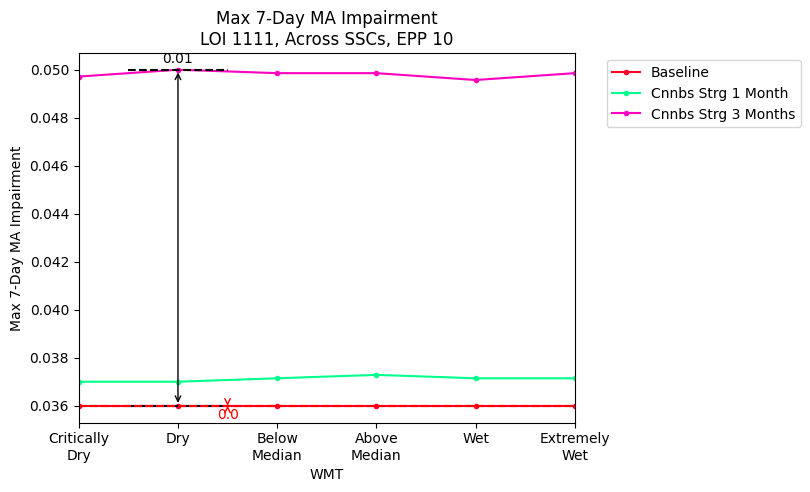 Max 7-Day MA Impairment
LOI 1111, Across SSCs, EPP 10
0.01
0.050
0.048
0.046
0.044
0.042
0.040
0.038
0.036
Max 7-Day MA Impairment
0.0
Critically
Dry
Dry
Below
Median
Above
Median
Wet
Extremely
Wet
WMT
Baseline
Cnnbs Strg 1 Month
Cnnbs Strg 3 Months